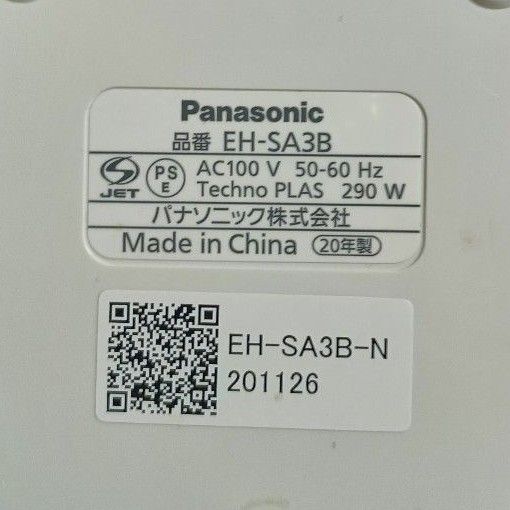 Panasonic
品番 EH-SA3B
JET PS E AC100 V 50-60 Hz
Techno PLAS 290 W
パナソニック株式会社
Made in China 20年製
EH-SA3B-N
201126